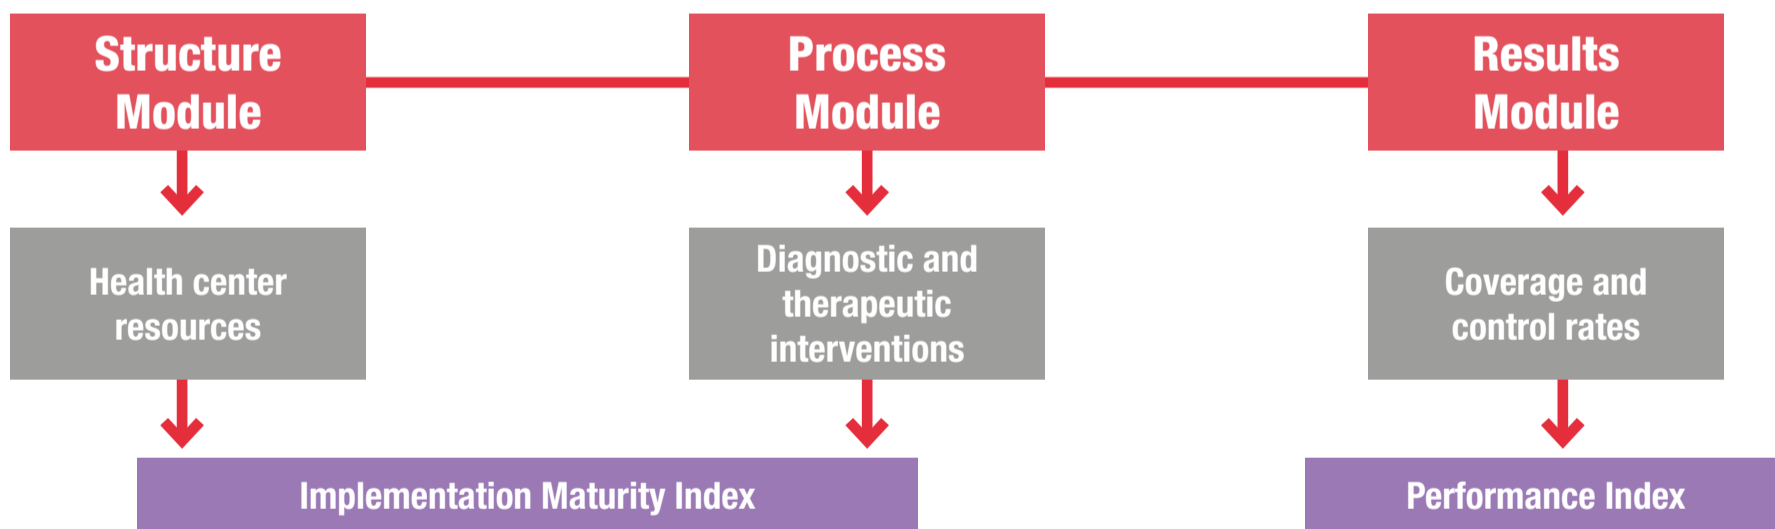 Structure
Module
Process
Module
Results
Module
Health center
resources
Diagnostic and
therapeutic
interventions
Coverage and
control rates
Implementation Maturity Index
Performance Index